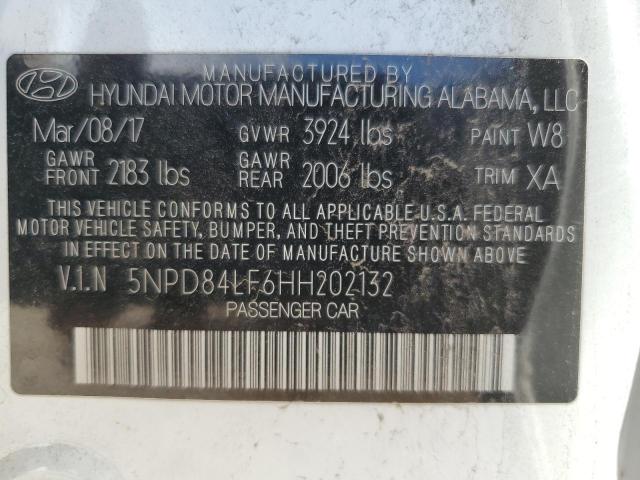 MANUFACTURED BY
HYUNDAI MOTOR MANUFACTURING ALABAMA, LLC
Mar/08/17 GVWR 3924 lbs PAINT W8
GAWR FRONT 2183 lbs GAWR REAR 2006 lbs TRIM XA
THIS VEHICLE CONFORMS TO ALL APPLICABLE U.S.A. FEDERAL
MOTOR VEHICLE SAFETY, BUMPER, AND THEFT PREVENTION STANDARDS
IN EFFECT ON THE DATE OF MANUFACTURE SHOWN ABOVE
V.I.N 5NPD84LF6HH202132
PASSENGER CAR